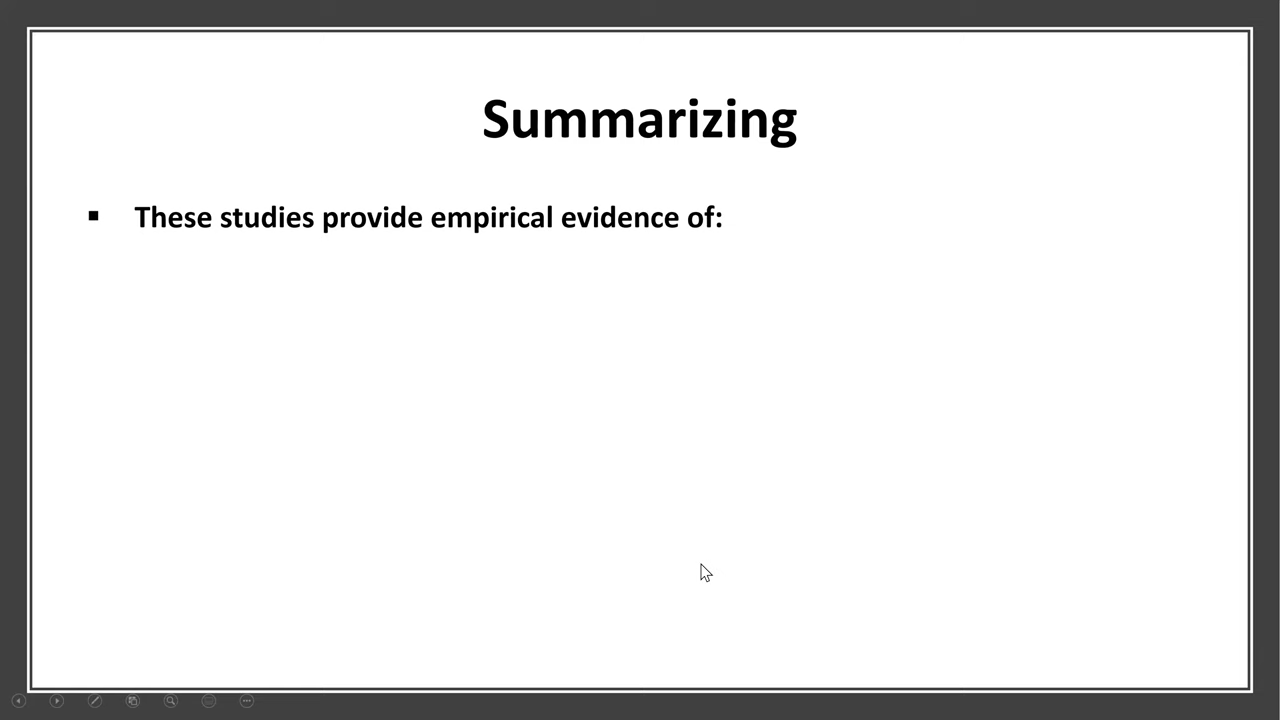 Summarizing
▪ These studies provide empirical evidence of: